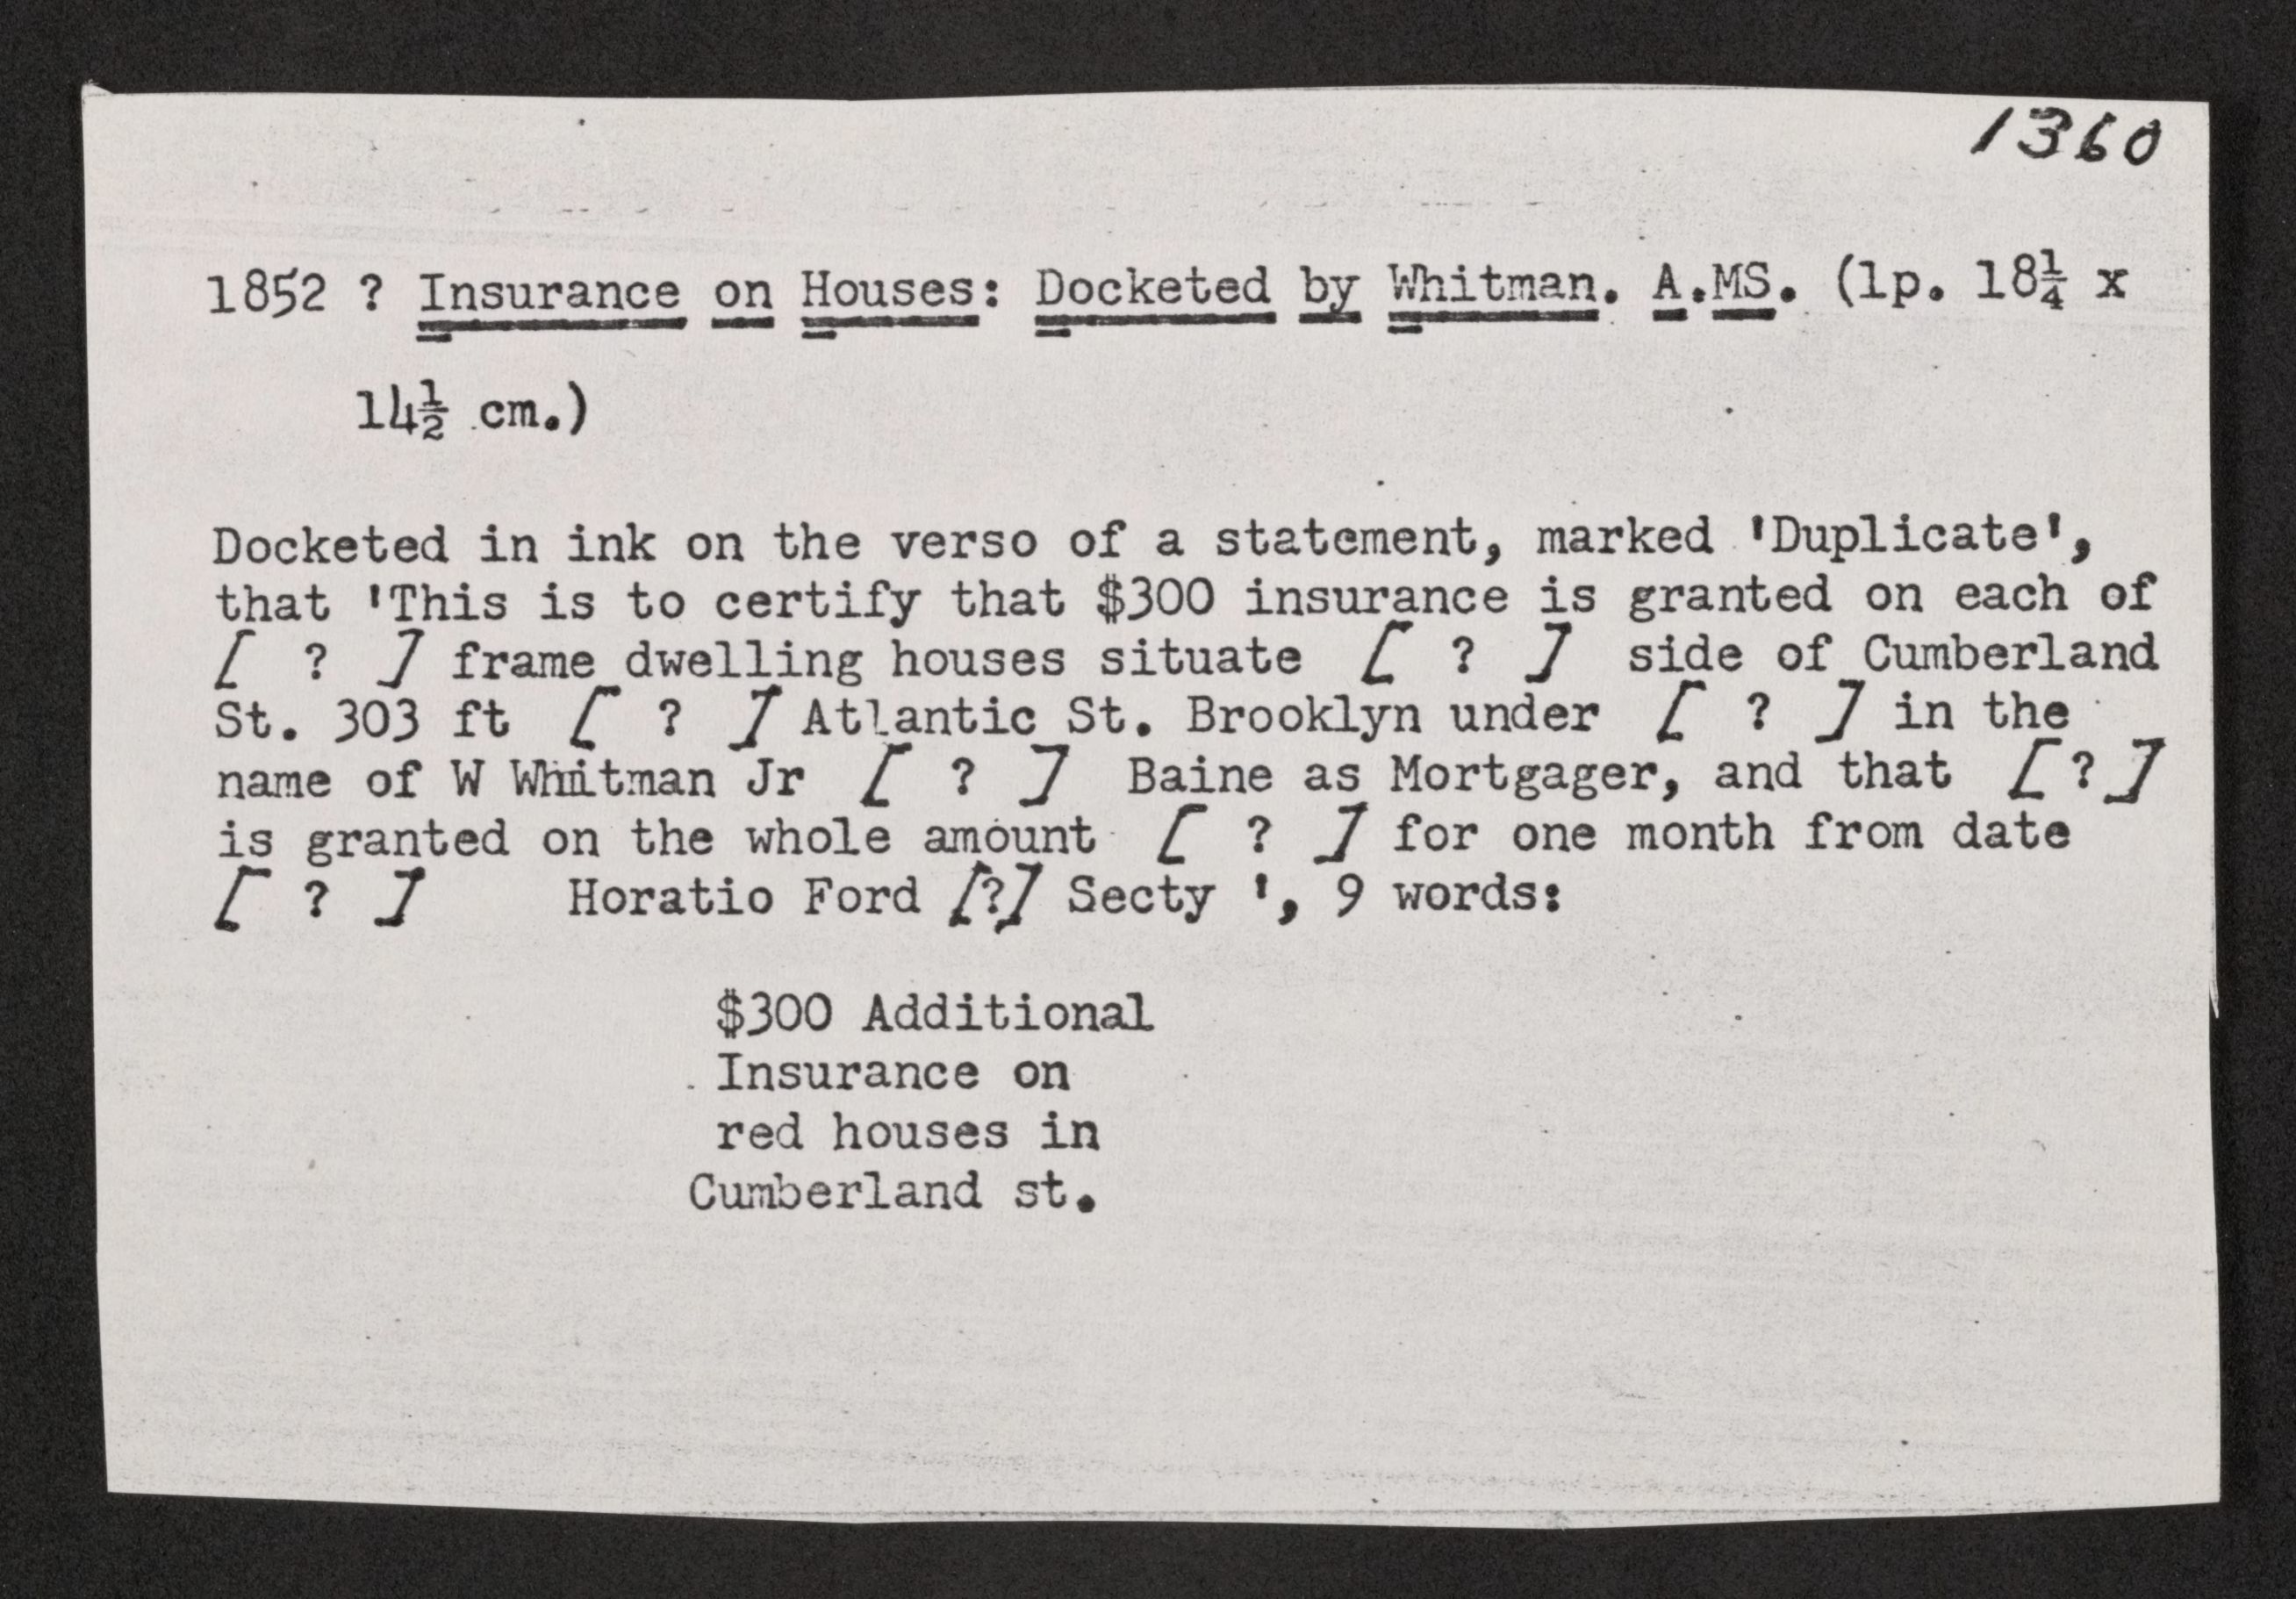 1360
1852 ? Insurance on Houses: Docketed by Whitman. A.MS. (1p. 18¼ x
14½ cm.)
Docketed in ink on the verso of a statement, marked 'Duplicate',
that 'This is to certify that $300 insurance is granted on each of
[ ? ] frame dwelling houses situate [ ? ] side of Cumberland
St. 303 ft [ ? ] Atlantic St. Brooklyn under [ ? ] in the
name of W Whitman Jr [ ? ] Baine as Mortgager, and that [?]
is granted on the whole amount [ ? ] for one month from date
[ ? ] Horatio Ford [?] Secty ', 9 words:
$300 Additional
Insurance on
red houses in
Cumberland st.